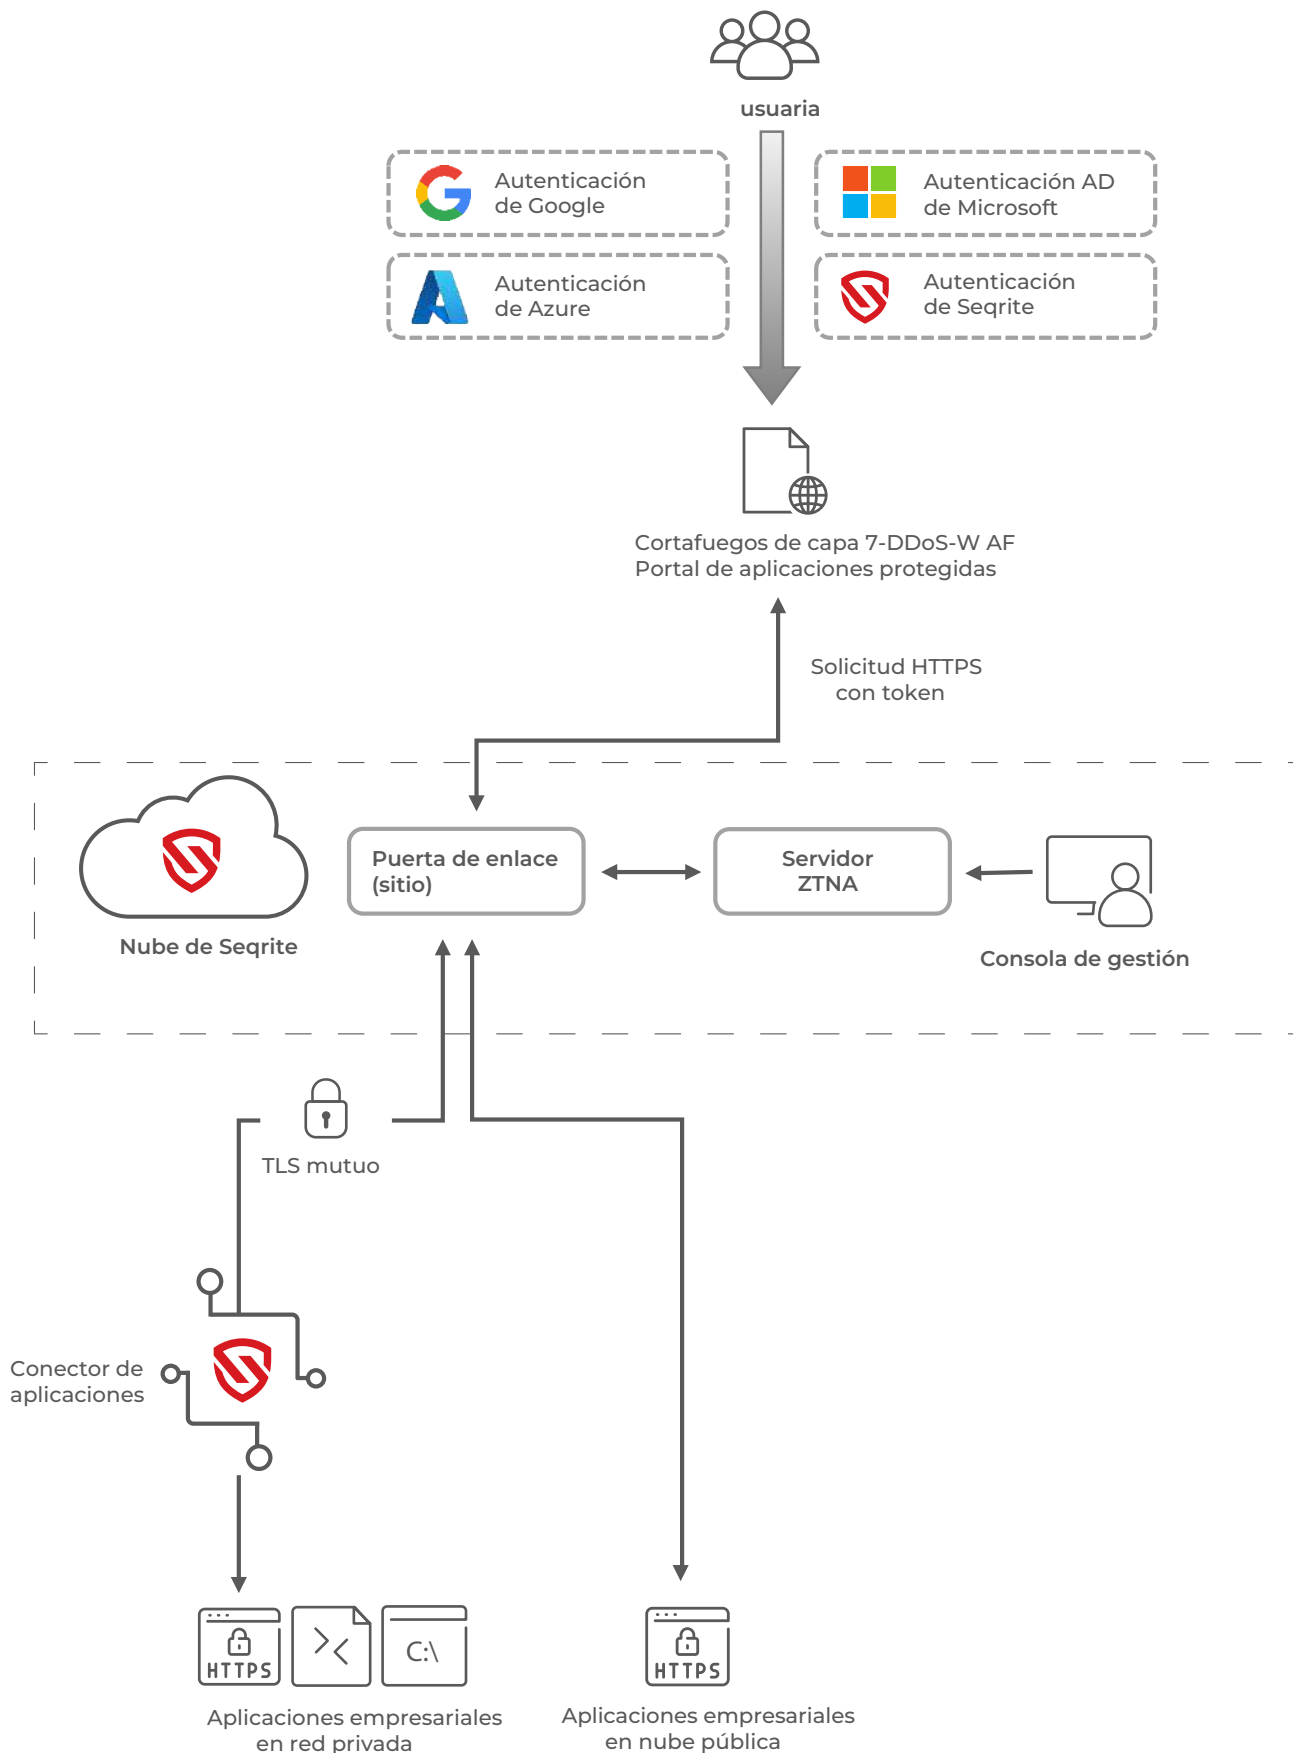 usuaria
Autenticación
de Google
Autenticación AD
de Microsoft
Autenticación
de Azure
Autenticación
de Seqrite
Cortafuegos de capa 7-DDoS-W AF
Portal de aplicaciones protegidas
Solicitud HTTPS
con token
Puerta de enlace
(sitio)
Servidor
ZTNA
Nube de Seqrite
Consola de gestión
TLS mutuo
Conector de
aplicaciones
HTTPS
C:\
HTTPS
Aplicaciones empresariales
en red privada
Aplicaciones empresariales
en nube pública